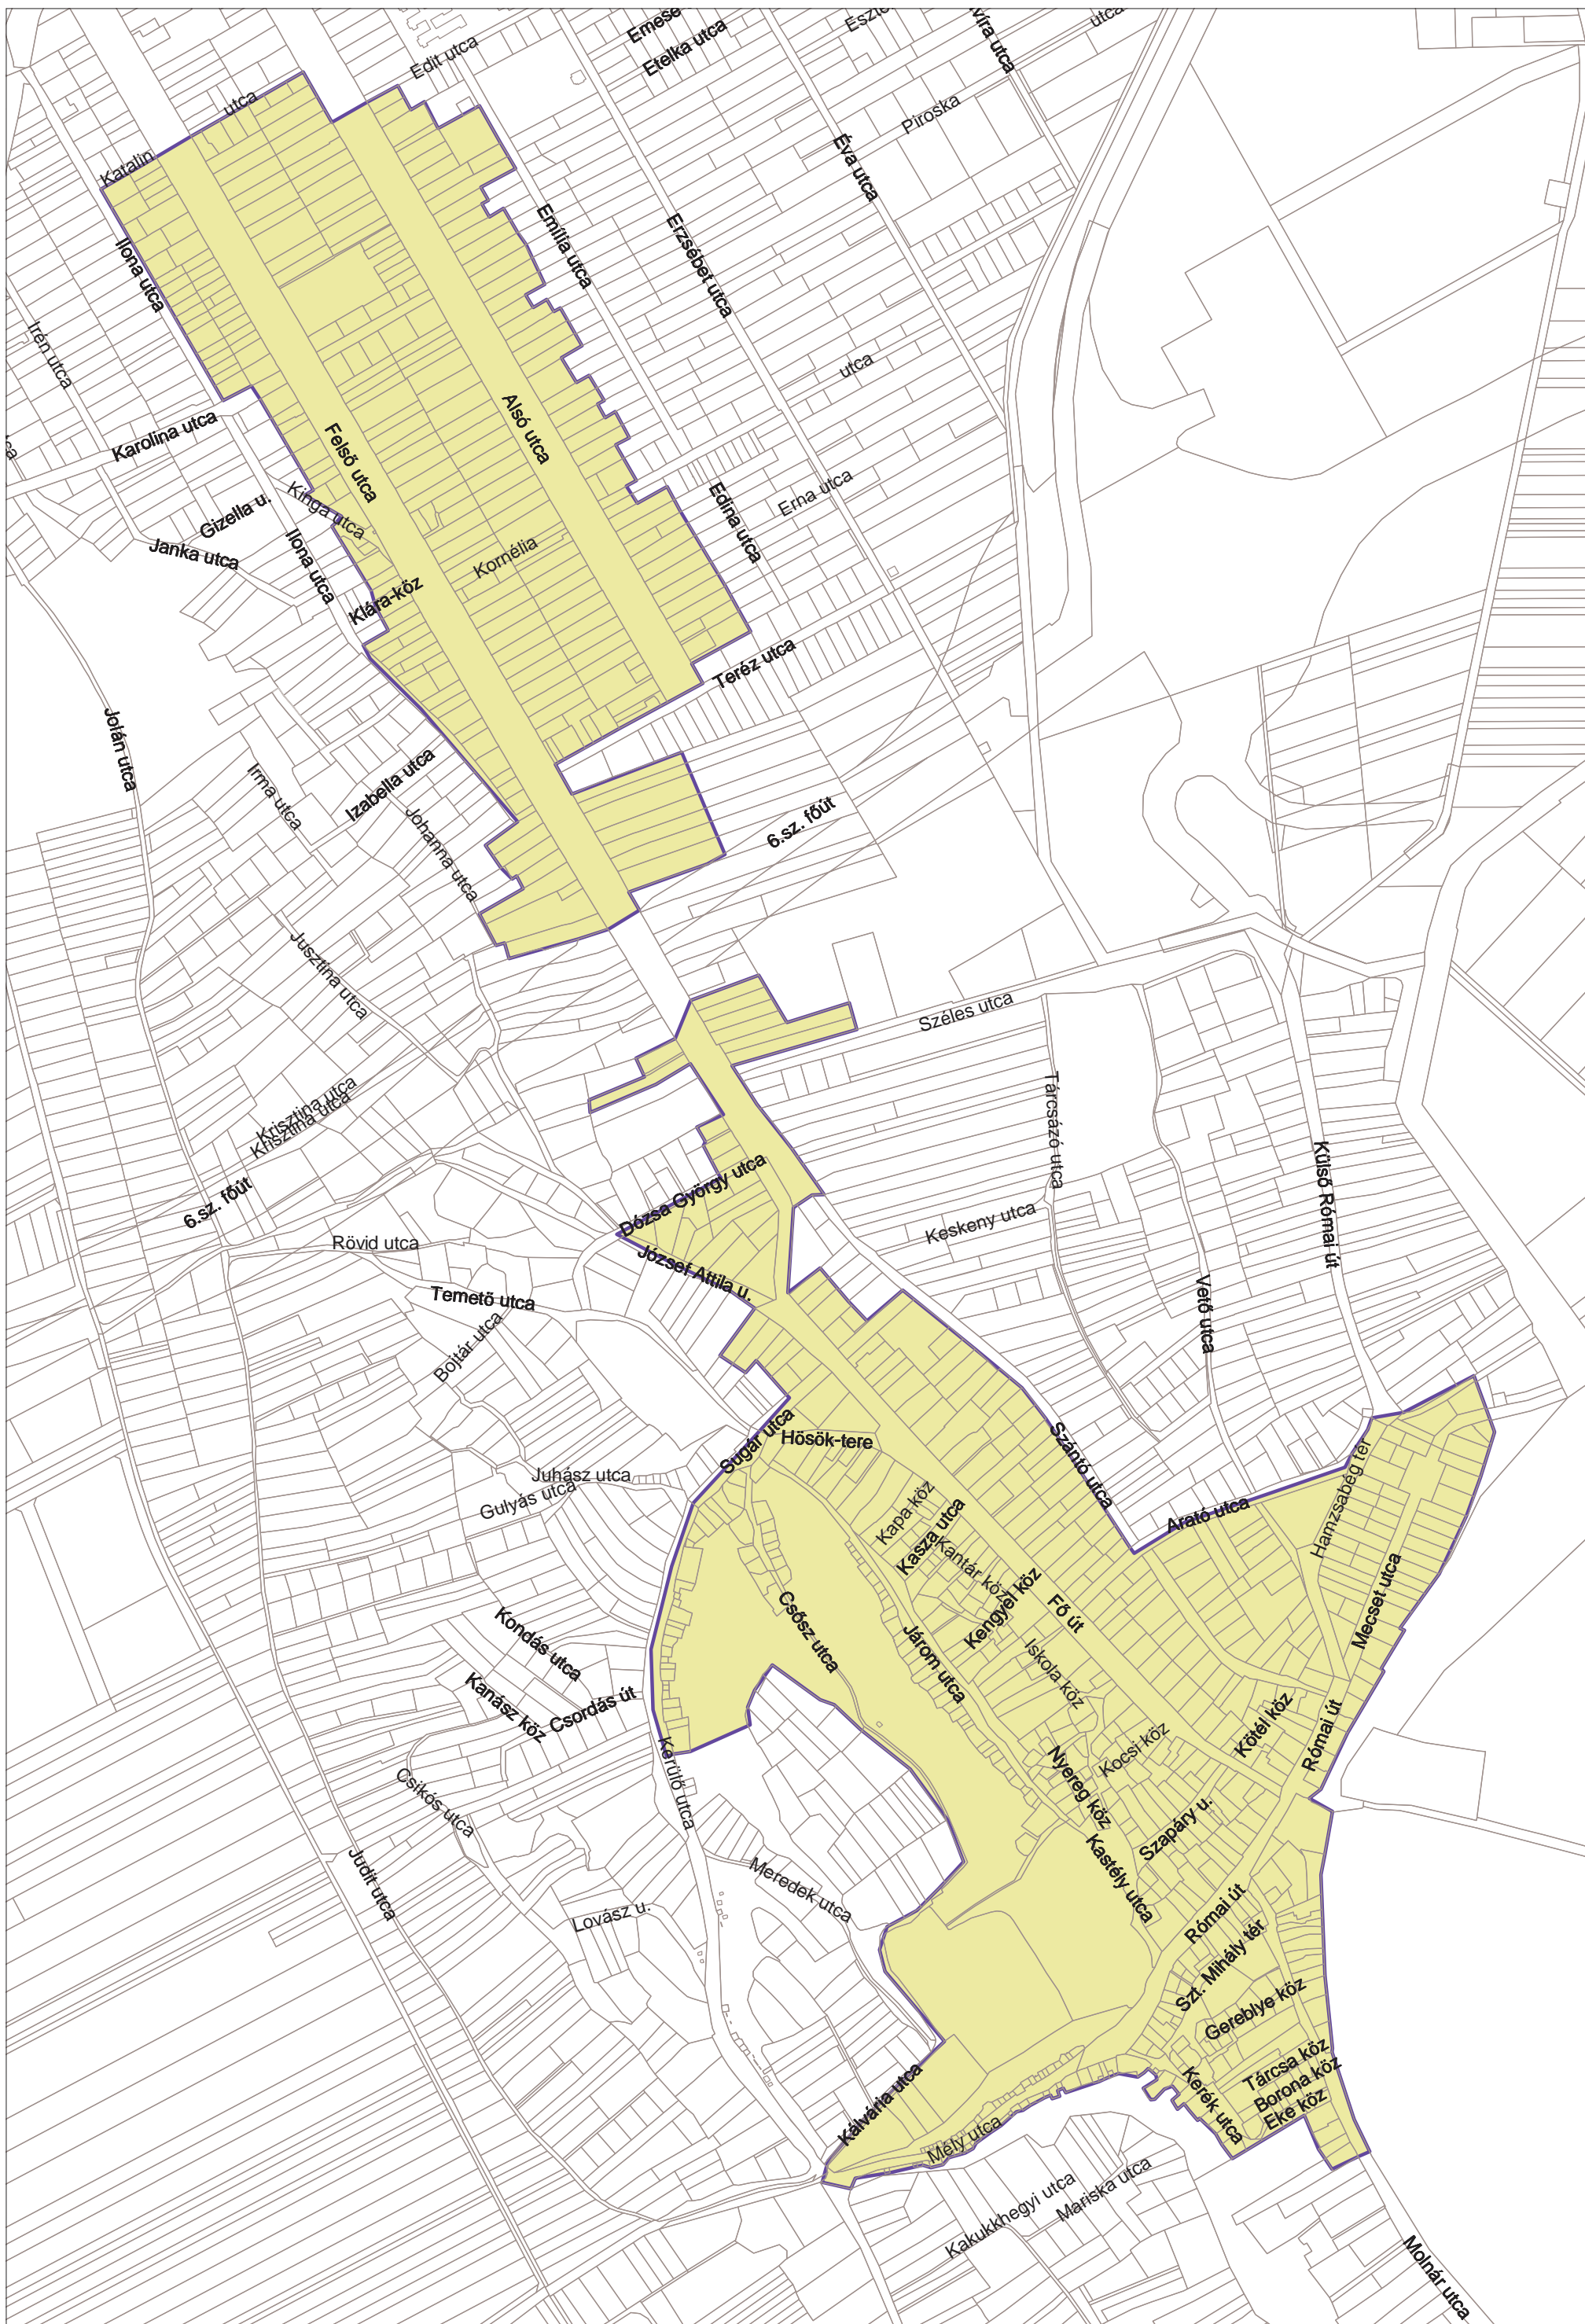 Emese
Etelka utca
utca
Edit utca
utca
Piroska
Katalin
Éva utca
Ilona utca
Emília utca
Erzsébet utca
Irén utca
utca
Karolina utca
Felső utca
Alsó utca
Kinga utca
Gizella u.
Edina utca
Erna utca
Janka utca
Ilona utca
Kornélia
Klára-köz
Teréz utca
Jolán utca
Izabella utca
Irma utca
Johanna utca
6.sz. főút
Jusztina utca
Széles utca
Krisztina utca
Krisztina utca
Tárcsázó utca
6.sz. főút
Dózsa György utca
Külső Római út
Rövid utca
Keskeny utca
József Attila u.
Temető utca
Vető utca
Bojtár utca
Sugár utca
Hősök-tere
Szántó utca
Juhász utca
Gulyás utca
Hamzsabég tér
Arató utca
Kapa köz
Kasza utca
Kantár köz
Kengyel köz
Fő út
Mecset utca
Csősz utca
Járom utca
Iskola köz
Kondás utca
Kanász köz
Csordás út
Kötél köz
Római út
Kerülő utca
Nyereg köz
Kocsi köz
Csikós utca
Szapáry u.
Kastély utca
Judit utca
Meredek utca
Lovász u.
Római út
Szt. Mihály tér
Gereblye köz
Tárcsa köz
Borona köz
Eke köz
Kerék utca
Kálvária utca
Mély utca
Kakukkhegyi utca
Mariska utca
Molnár utca